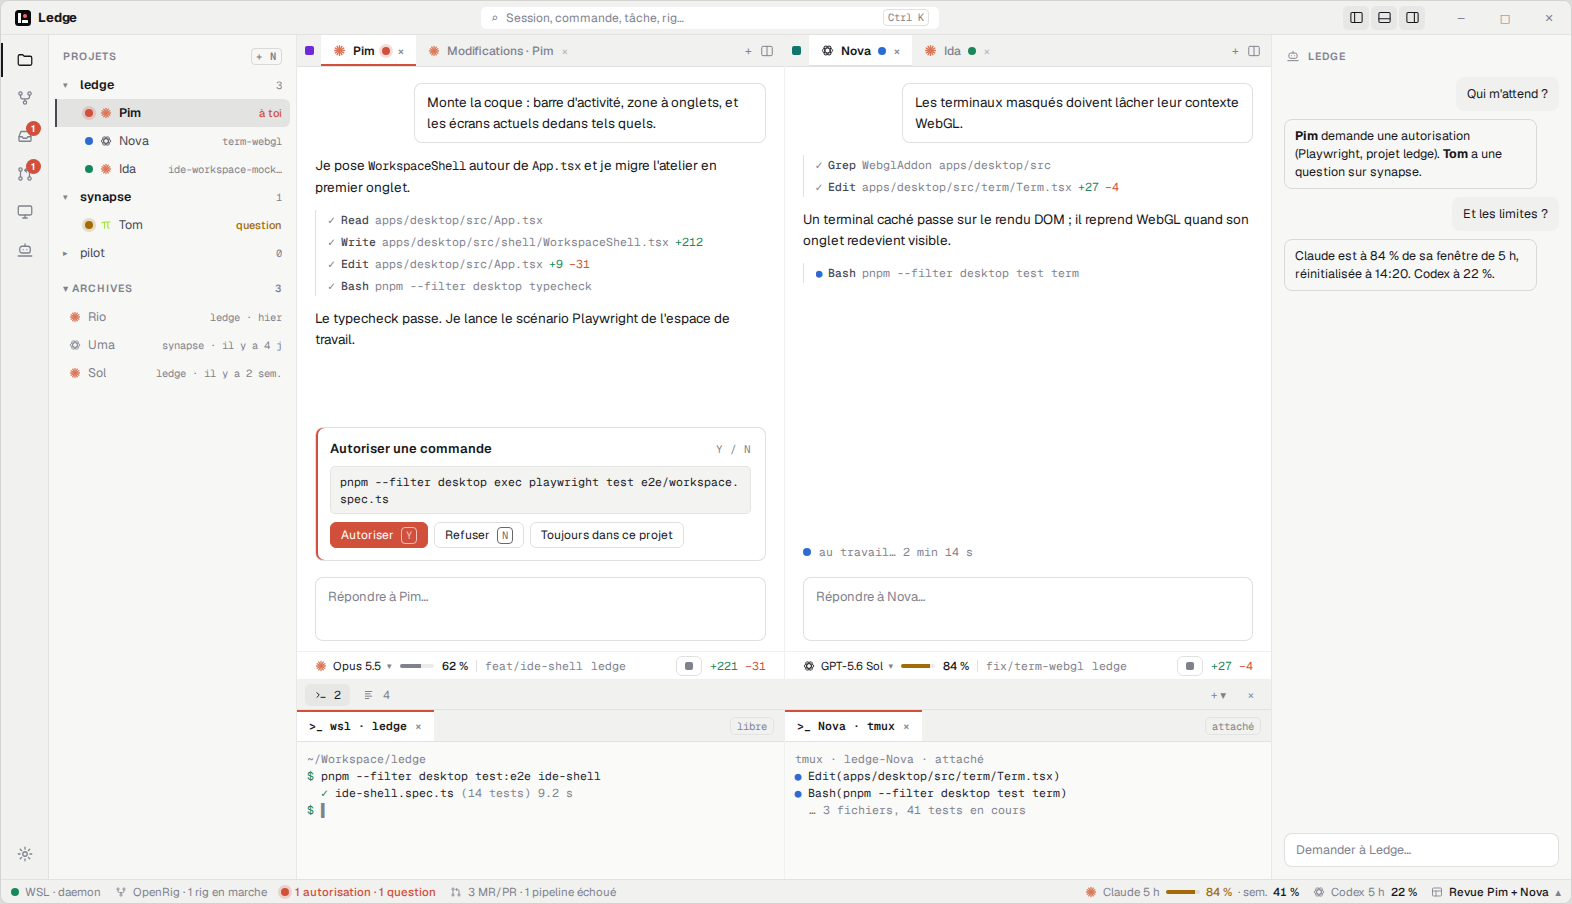 Ledge
Session, commande, tâche, rig… Ctrl K
PROJETS + N
ledge 3
Pim à toi
Nova term-webgl
Ida ide-workspace-mock…
synapse 1
Tom question
pilot 0
ARCHIVES 3
Rio ledge · hier
Uma synapse · il y a 4 j
Sol ledge · il y a 2 sem.
1
1
Pim ×
Modifications · Pim ×
+
Monte la coque : barre d'activité, zone à onglets, et
les écrans actuels dedans tels quels.
Je pose WorkspaceShell autour de App.tsx et je migre l'atelier en
premier onglet.
✓ Read apps/desktop/src/App.tsx
✓ Write apps/desktop/src/shell/WorkspaceShell.tsx +212
✓ Edit apps/desktop/src/App.tsx +9 −31
✓ Bash pnpm --filter desktop typecheck
Le typecheck passe. Je lance le scénario Playwright de l'espace de
travail.
Autoriser une commande Y / N
pnpm --filter desktop exec playwright test e2e/workspace.
spec.ts
Autoriser Y Refuser N Toujours dans ce projet
Répondre à Pim…
Opus 5.5 ▾ 62 % feat/ide-shell ledge +221 −31
Nova ×
Ida ×
+
Les terminaux masqués doivent lâcher leur contexte
WebGL.
✓ Grep WebglAddon apps/desktop/src
✓ Edit apps/desktop/src/term/Term.tsx +27 −4
Un terminal caché passe sur le rendu DOM ; il reprend WebGL quand son
onglet redevient visible.
Bash pnpm --filter desktop test term
au travail… 2 min 14 s
Répondre à Nova…
GPT-5.6 Sol ▾ 84 % fix/term-webgl ledge +27 −4
2 4 + ▾ ×
>_ wsl · ledge × libre
~/Workspace/ledge
$ pnpm --filter desktop test:e2e ide-shell
✓ ide-shell.spec.ts (14 tests) 9.2 s
$
>_ Nova · tmux × attaché
tmux · ledge-Nova · attaché
Edit(apps/desktop/src/term/Term.tsx)
Bash(pnpm --filter desktop test term)
… 3 fichiers, 41 tests en cours
LEDGE
Qui m'attend ?
Pim demande une autorisation
(Playwright, projet ledge). Tom a une
question sur synapse.
Et les limites ?
Claude est à 84 % de sa fenêtre de 5 h,
réinitialisée à 14:20. Codex à 22 %.
Demander à Ledge…
WSL · daemon OpenRig · 1 rig en marche 1 autorisation · 1 question 3 MR/PR · 1 pipeline échoué Claude 5 h 84 % · sem. 41 % Codex 5 h 22 % Revue Pim + Nova ▴